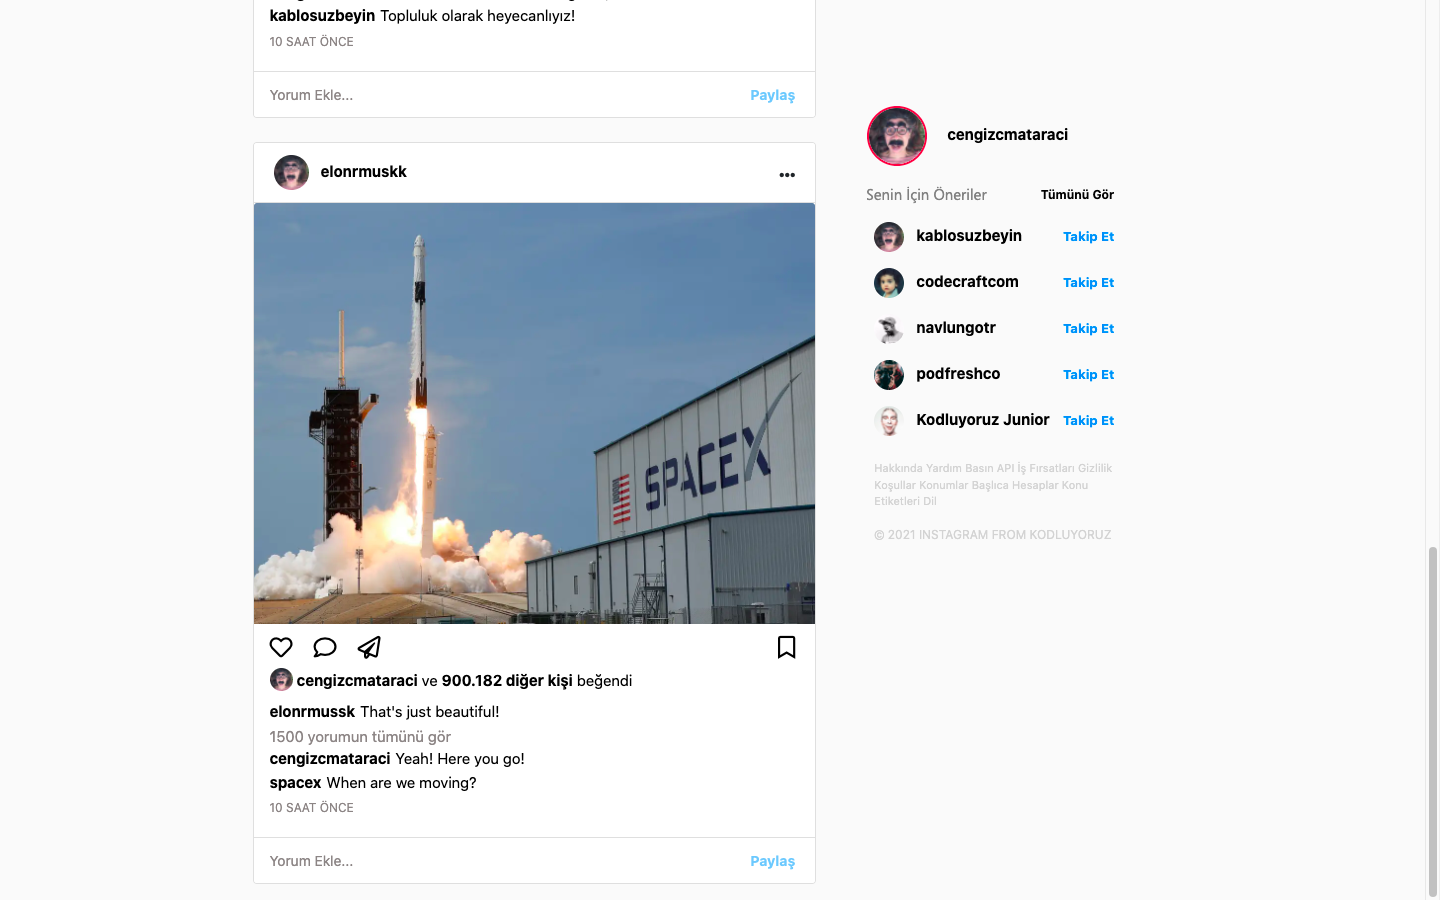 kablosuzbeyin Topluluk olarak heyecanlıyız!
10 SAAT ÖNCE
Yorum Ekle...
Paylaş
elonrmuskk
SPACEX
cengizcmataraci ve 900.182 diğer kişi beğendi
elonrmussk That's just beautiful!
1500 yorumun tümünü gör
cengizcmataraci Yeah! Here you go!
spacex When are we moving?
10 SAAT ÖNCE
Yorum Ekle...
Paylaş
cengizcmataraci
Senin İçin Öneriler
Tümünü Gör
kablosuzbeyin
Takip Et
codecraftcom
Takip Et
navlungotr
Takip Et
podfreshco
Takip Et
Kodluyoruz Junior
Takip Et
Hakkında Yardım Basın API İş Fırsatları Gizlilik
Koşullar Konumlar Başlıca Hesaplar Konu
Etiketleri Dil
© 2021 INSTAGRAM FROM KODLUYORUZ